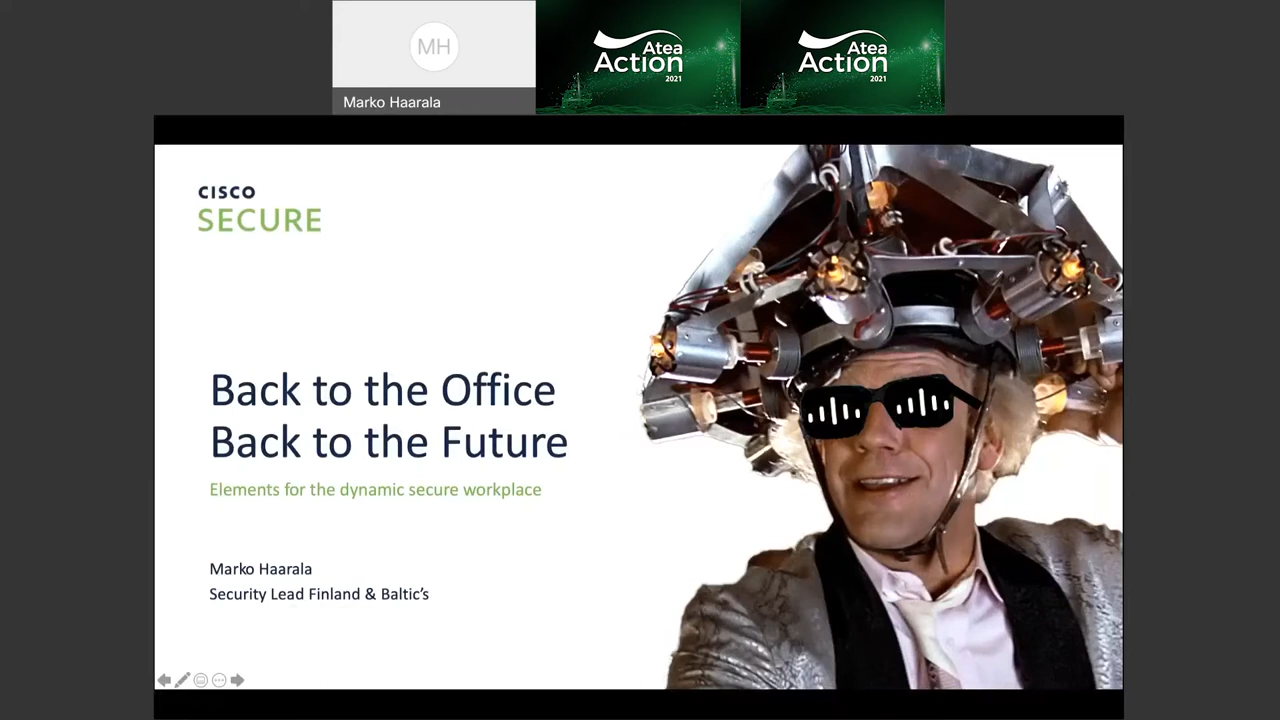 MH
Marko Haarala
Atea
Action
2021
Atea
Action
2021
CISCO
SECURE
Back to the Office
Back to the Future
Elements for the dynamic secure workplace
Marko Haarala
Security Lead Finland & Baltic’s